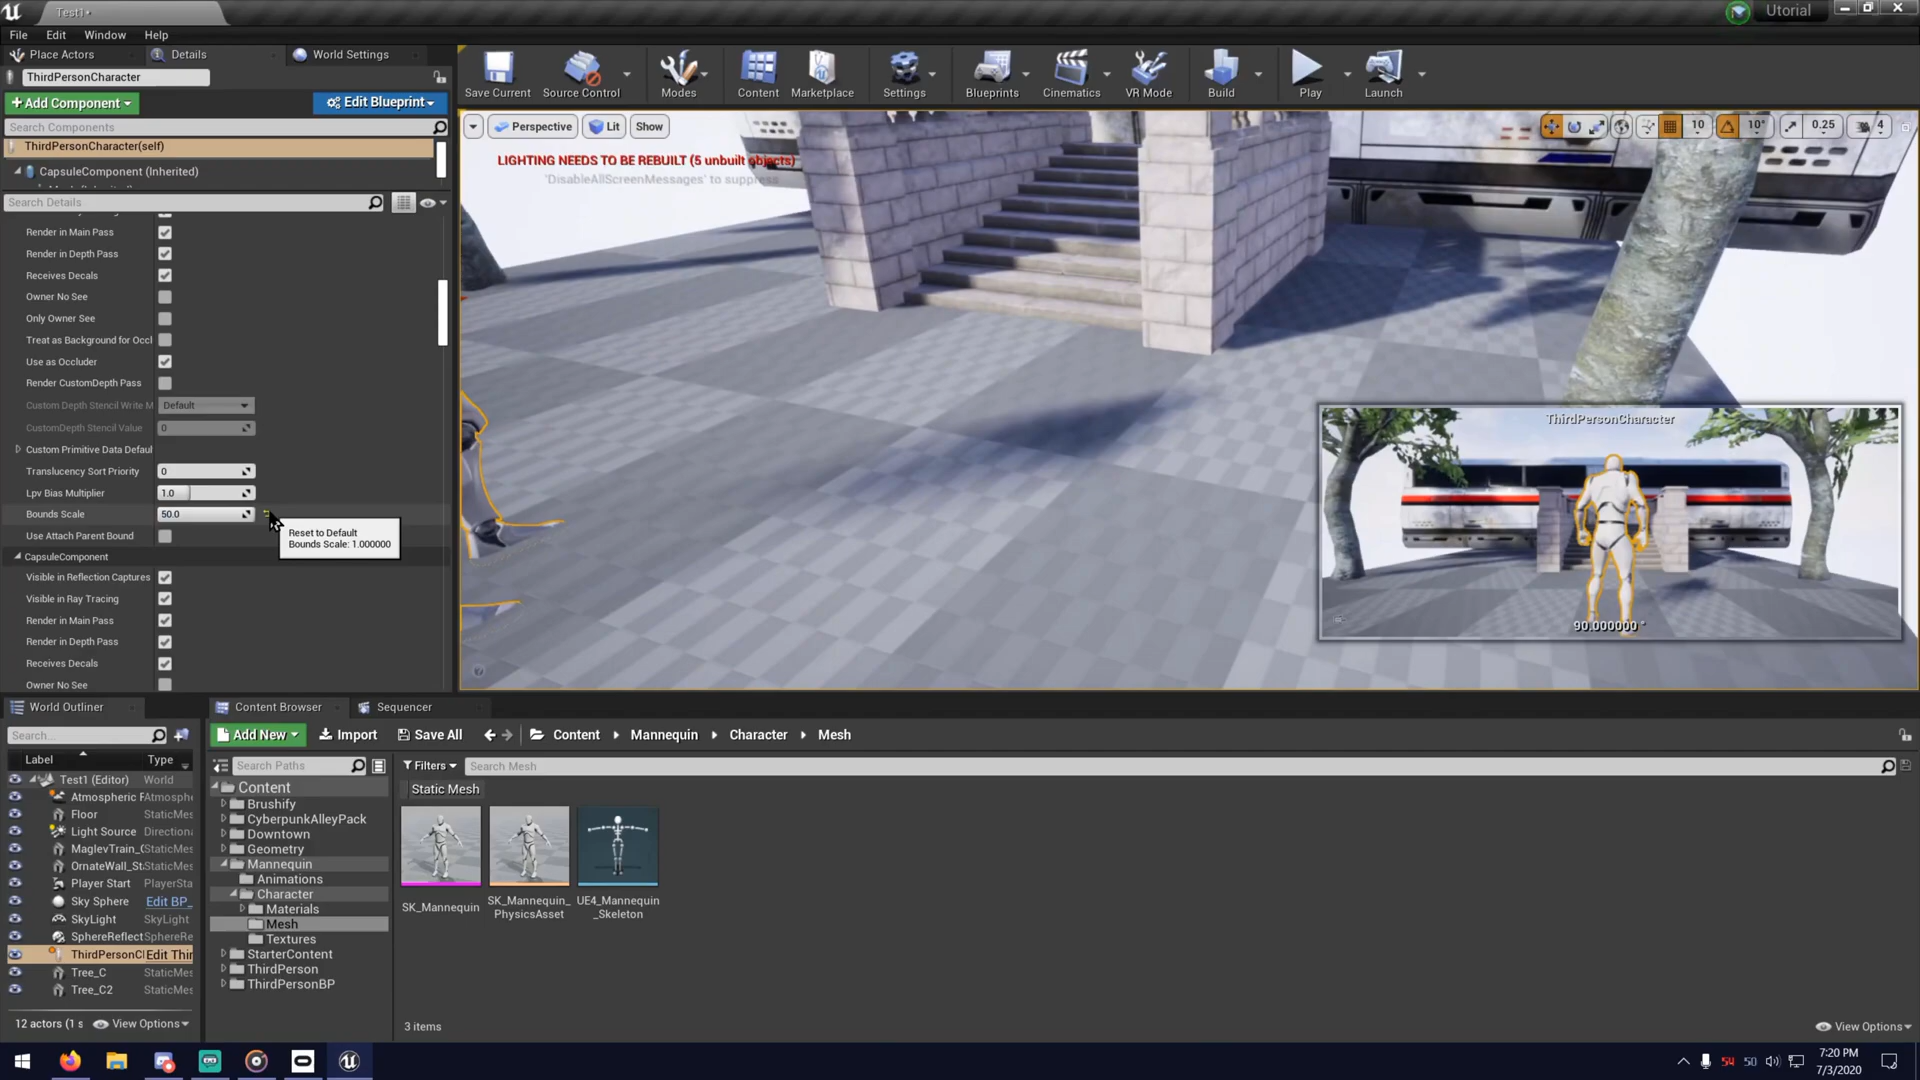 Test1•
Utorial
File Edit Window Help
Place Actors Details World Settings
ThirdPersonCharacter
+Add Component
Edit Blueprint
Search Components
ThirdPersonCharacter(self)
CapsuleComponent (Inherited)
Search Details
Render in Main Pass
Render in Depth Pass
Receives Decals
Owner No See
Only Owner See
Treat as Background for Occl
Use as Occluder
Render CustomDepth Pass
Custom Depth Stencil Write M Default
CustomDepth Stencil Value 0
Custom Primitive Data Defaul
Translucency Sort Priority 0
Lpv Bias Multiplier 1.0
Bounds Scale 50.0
Reset to Default
Bounds Scale: 1.000000
Use Attach Parent Bound
CapsuleComponent
Visible in Reflection Captures
Visible in Ray Tracing
Render in Main Pass
Render in Depth Pass
Receives Decals
Owner No See
Save Current Source Control Modes Content Marketplace Settings Blueprints Cinematics VR Mode Build Play Launch
Perspective Lit Show
10 10° 0.25 4
LIGHTING NEEDS TO BE REBUILT (5 unbuilt objects)
'DisableAllScreenMessages' to suppress
ThirdPersonCharacter
90.000000 °
World Outliner
Search...
Label Type
Test1 (Editor) World
Atmospheric F Atmosphe
Floor StaticMes
Light Source Directiona
MaglevTrain_( StaticMes
OrnateWall_St StaticMes
Player Start PlayerSta
Sky Sphere Edit BP_
SkyLight SkyLight
SphereReflect SphereRe
ThirdPersonCl Edit Thir
Tree_C StaticMes
Tree_C2 StaticMes
12 actors (1 s View Options
Content Browser Sequencer
Add New Import Save All Content Mannequin Character Mesh
Search Paths
Filters Search Mesh
Static Mesh
Content
Brushify
CyberpunkAlleyPack
Downtown
Geometry
Mannequin
Animations
Character
Materials
Mesh
Textures
StarterContent
ThirdPerson
ThirdPersonBP
SK_Mannequin
SK_Mannequin_
PhysicsAsset
UE4_Mannequin
_Skeleton
3 items
View Options
54 50
7:20 PM
7/3/2020